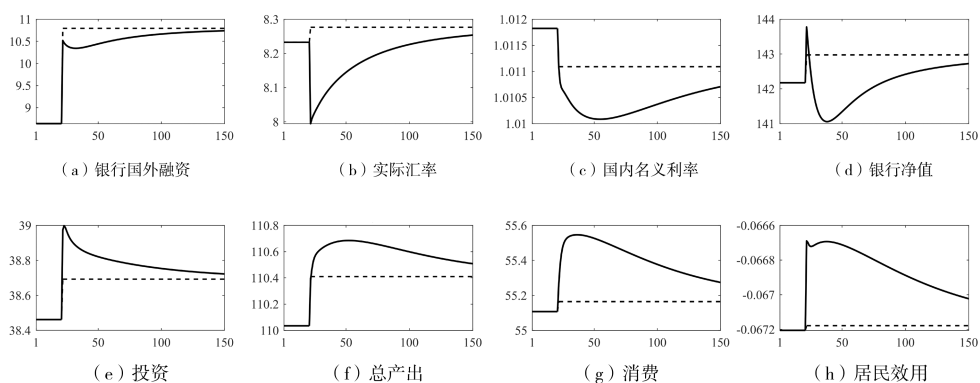 11
10.5
10
9.5
9
1 50 100 150
(a)银行国外融资
8.3
8.2
8.1
8
1 50 100 150
(b)实际汇率
1.012
1.0115
1.011
1.0105
1.01
1 50 100 150
(c)国内名义利率
144
143
142
141
1 50 100 150
(d)银行净值
39
38.8
38.6
38.4
1 50 100 150
(e)投资
110.8
110.6
110.4
110.2
110
1 50 100 150
(f)总产出
55.6
55.4
55.2
55
1 50 100 150
(g)消费
-0.0666
-0.0668
-0.067
-0.0672
1 50 100 150
(h)居民效用